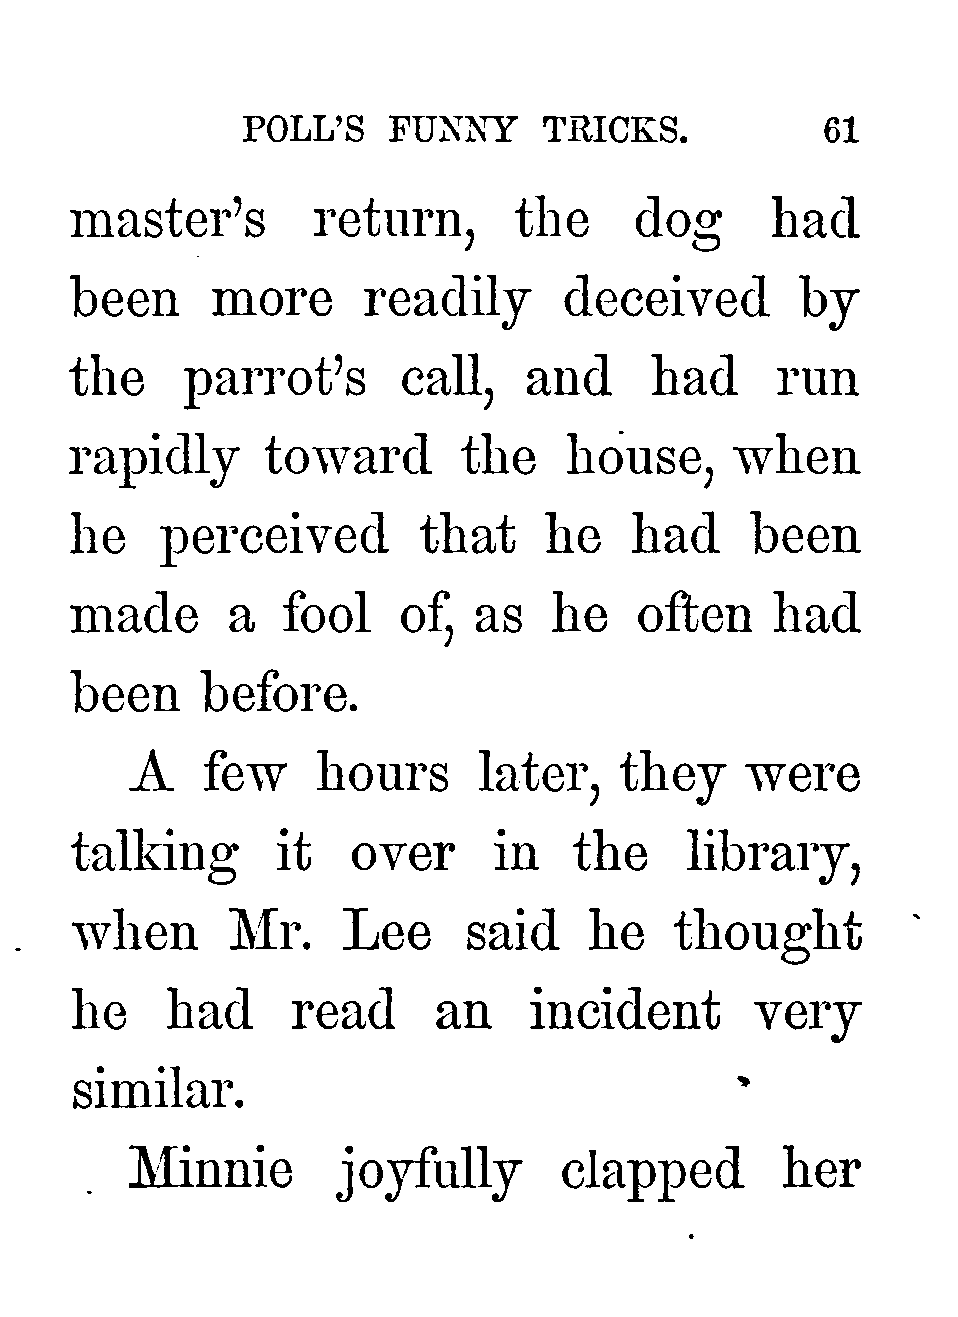 POLL'S FUNNY TRICKS. 61
master's return, the dog had
been more readily deceived by
the parrot's call, and had run
rapidly toward the house, when
he perceived that he had been
made a fool of, as he often had
been before.
A few hours later, they were
talking it over in the library,
when Mr. Lee said he thought
he had read an incident very
similar.
Minnie joyfully clapped her